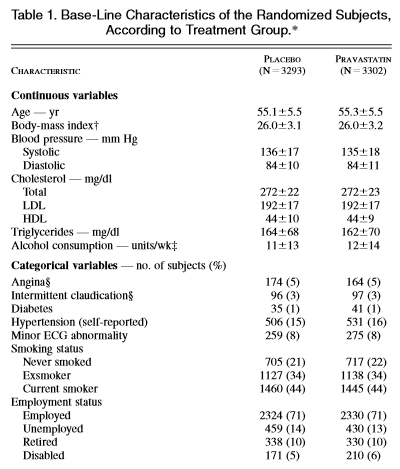 Table 1. Base-Line Characteristics of the Randomized Subjects,
According to Treatment Group.*
CHARACTERISTIC PLACEBO (N=3293) PRAVASTATIN (N=3302)
Continuous variables
Age — yr 55.1±5.5 55.3±5.5
Body-mass index† 26.0±3.1 26.0±3.2
Blood pressure — mm Hg
Systolic 136±17 135±18
Diastolic 84±10 84±11
Cholesterol — mg/dl
Total 272±22 272±23
LDL 192±17 192±17
HDL 44±10 44±9
Triglycerides — mg/dl 164±68 162±70
Alcohol consumption — units/wk‡ 11±13 12±14
Categorical variables — no. of subjects (%)
Angina§ 174 (5) 164 (5)
Intermittent claudication§ 96 (3) 97 (3)
Diabetes 35 (1) 41 (1)
Hypertension (self-reported) 506 (15) 531 (16)
Minor ECG abnormality 259 (8) 275 (8)
Smoking status
Never smoked 705 (21) 717 (22)
Exsmoker 1127 (34) 1138 (34)
Current smoker 1460 (44) 1445 (44)
Employment status
Employed 2324 (71) 2330 (71)
Unemployed 459 (14) 430 (13)
Retired 338 (10) 330 (10)
Disabled 171 (5) 210 (6)